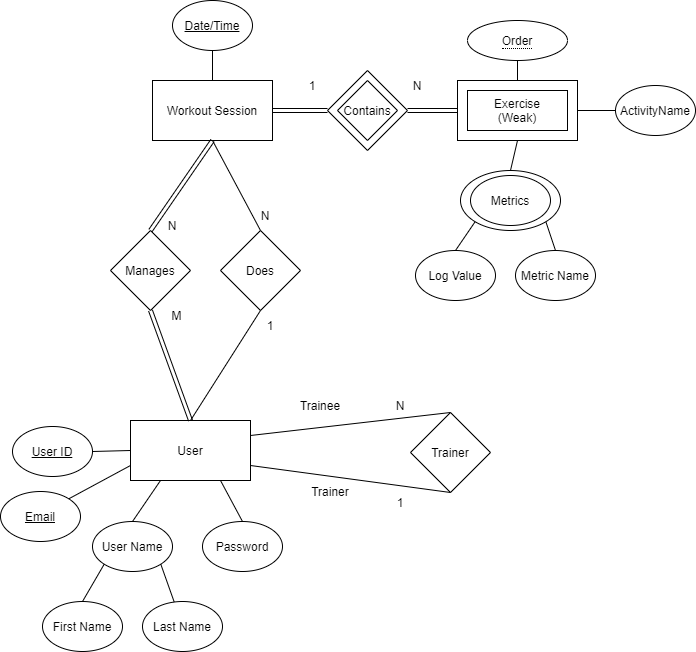 Date/Time
Order
Workout Session
1
Contains
N
Exercise
(Weak)
ActivityName
Metrics
Log Value
Metric Name
N
N
Manages
Does
M
1
User
Trainee
N
Trainer
Trainer
1
User ID
Email
User Name
Password
First Name
Last Name